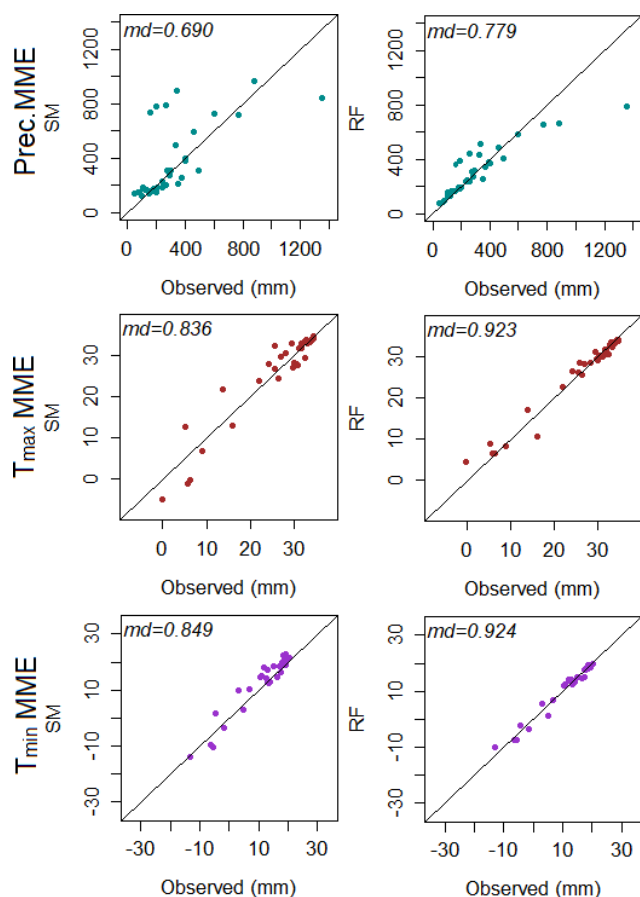 Prec.MME
SM
md=0.690
0 400 800 1400
0 400 800 1200
Observed (mm)
RF
md=0.779
0 400 800 1400
0 400 800 1200
Observed (mm)
Tmax MME
SM
md=0.836
0 10 20 30
0 10 20 30
Observed (mm)
RF
md=0.923
0 10 20 30
0 10 20 30
Observed (mm)
Tmin MME
SM
md=0.849
-30 -10 10 30
-30 -10 10 30
Observed (mm)
RF
md=0.924
-30 -10 10 30
-30 -10 10 30
Observed (mm)